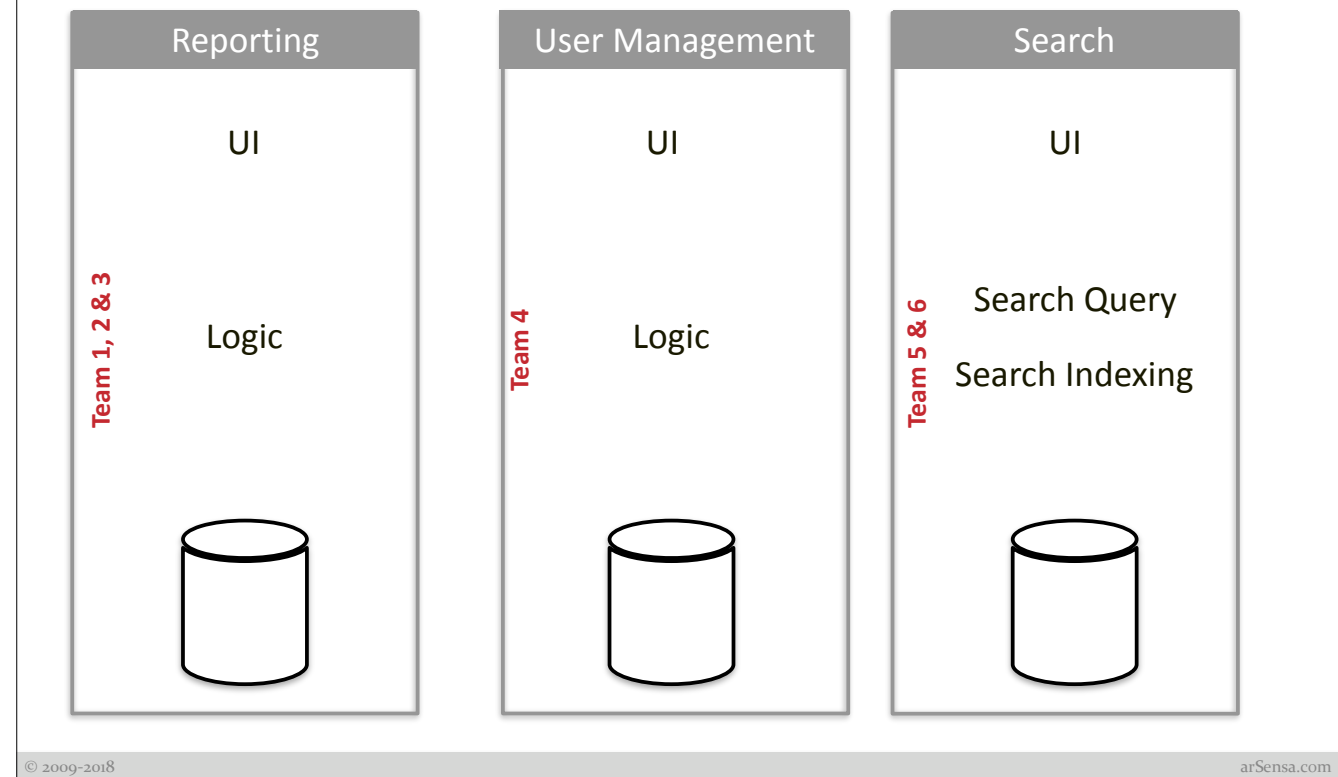 Reporting
UI
Team 1, 2 & 3
Logic
User Management
UI
Team 4
Logic
Search
UI
Team 5 & 6
Search Query
Search Indexing
© 2009-2018
arSensa.com